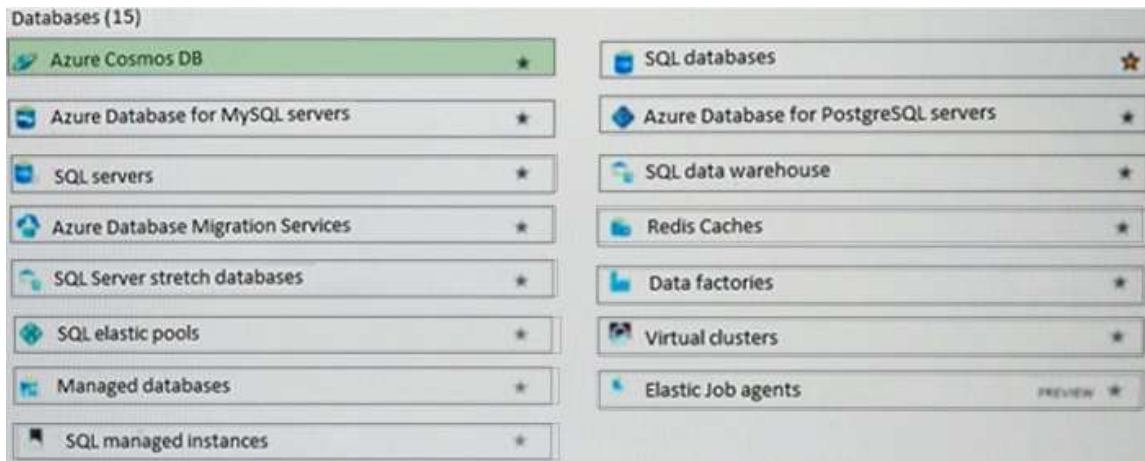 Databases (15)
Azure Cosmos DB
SQL databases
Azure Database for MySQL servers
Azure Database for PostgreSQL servers
SQL servers
SQL data warehouse
Azure Database Migration Services
Redis Caches
SQL Server stretch databases
Data factories
SQL elastic pools
Virtual clusters
Managed databases
Elastic Job agents PREVIEW
SQL managed instances